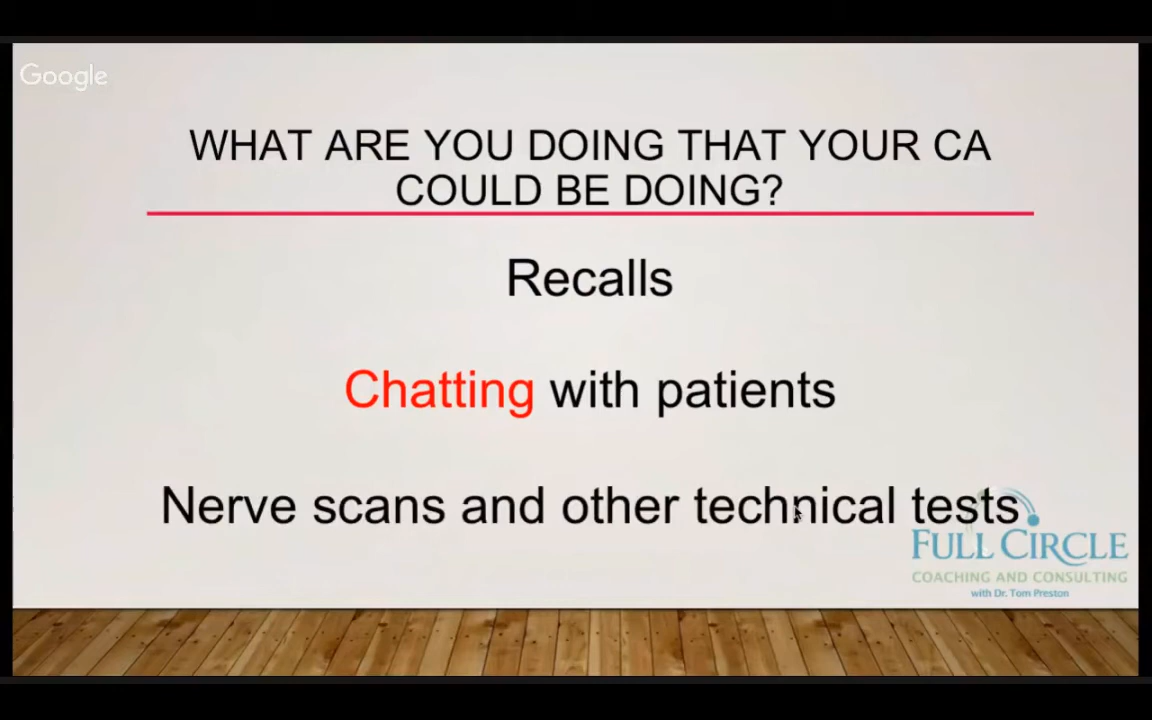 Google
WHAT ARE YOU DOING THAT YOUR CA
COULD BE DOING?
Recalls
Chatting with patients
Nerve scans and other technical tests
FULL CIRCLE
COACHING AND CONSULTING
with Dr. Tom Preston